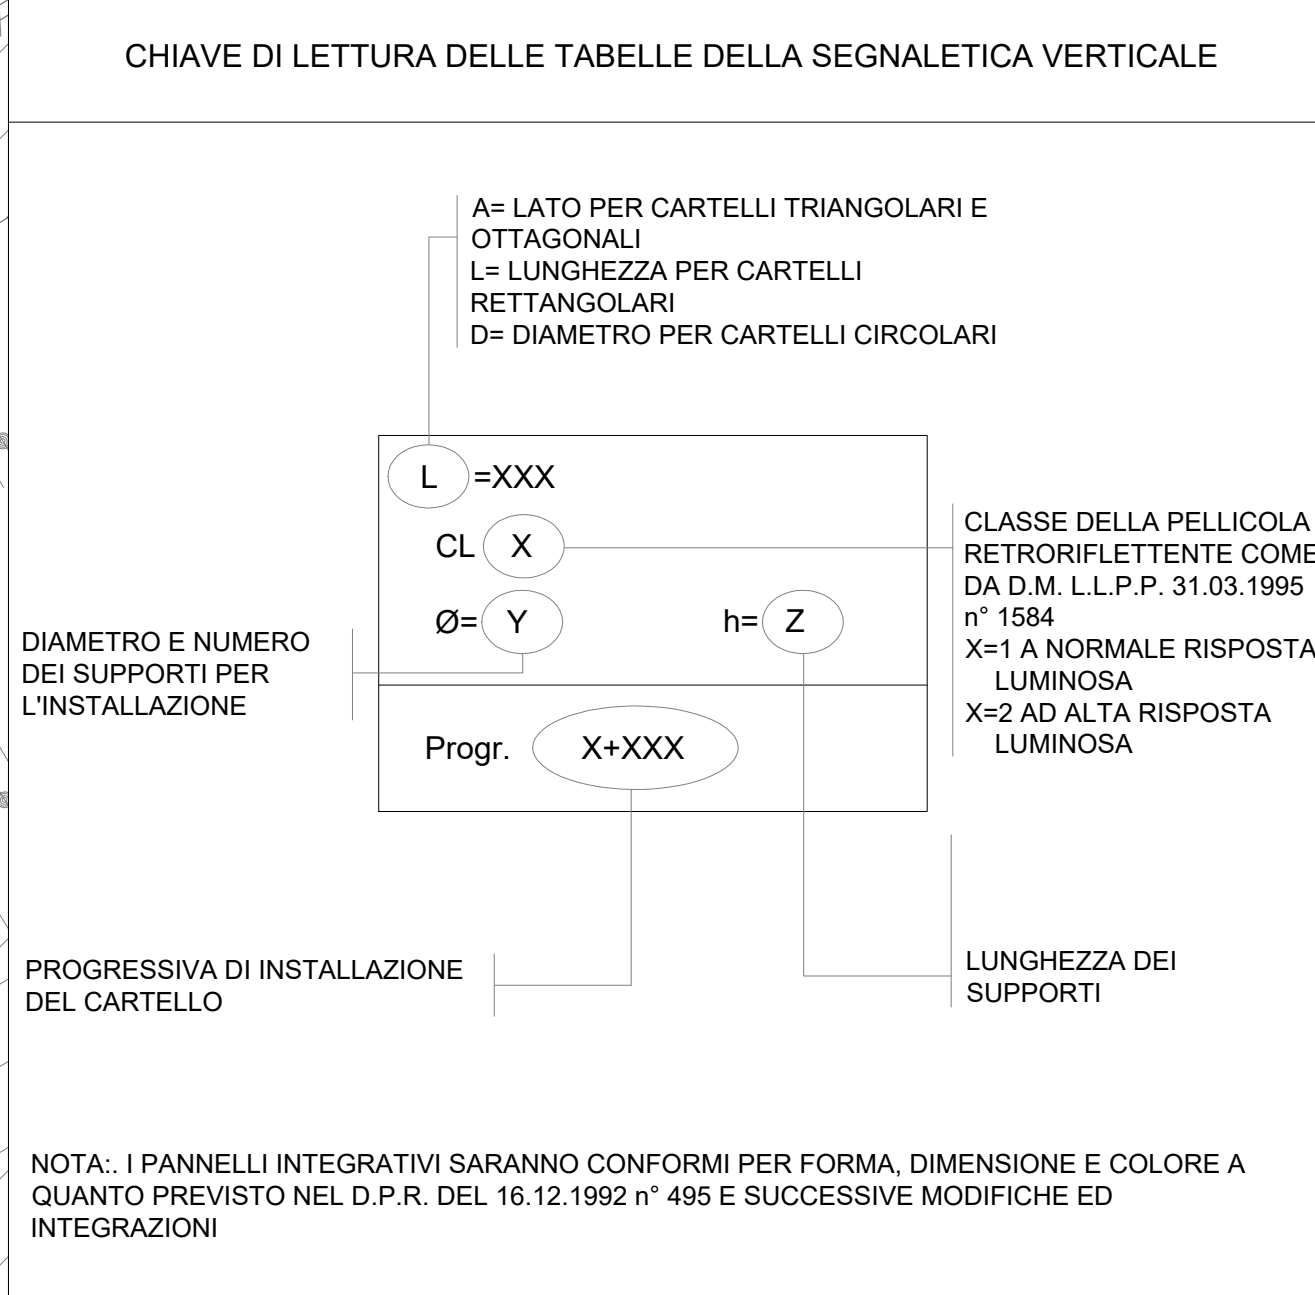 CHIAVE DI LETTURA DELLE TABELLE DELLA SEGNALETICA VERTICALE
A= LATO PER CARTELLI TRIANGOLARI E
OTTAGONALI
L= LUNGHEZZA PER CARTELLI
RETTANGOLARI
D= DIAMETRO PER CARTELLI CIRCOLARI
L =XXX
CL X
Ø= Y h= Z
Progr. X+XXX
CLASSE DELLA PELLICOLA
RETRORIFLETTENTE COME
DA D.M. L.L.P.P. 31.03.1995
n° 1584
X=1 A NORMALE RISPOSTA
LUMINOSA
X=2 AD ALTA RISPOSTA
LUMINOSA
DIAMETRO E NUMERO
DEI SUPPORTI PER
L'INSTALLAZIONE
PROGRESSIVA DI INSTALLAZIONE
DEL CARTELLO
LUNGHEZZA DEI
SUPPORTI
NOTA:. I PANNELLI INTEGRATIVI SARANNO CONFORMI PER FORMA, DIMENSIONE E COLORE A
QUANTO PREVISTO NEL D.P.R. DEL 16.12.1992 n° 495 E SUCCESSIVE MODIFICHE ED
INTEGRAZIONI